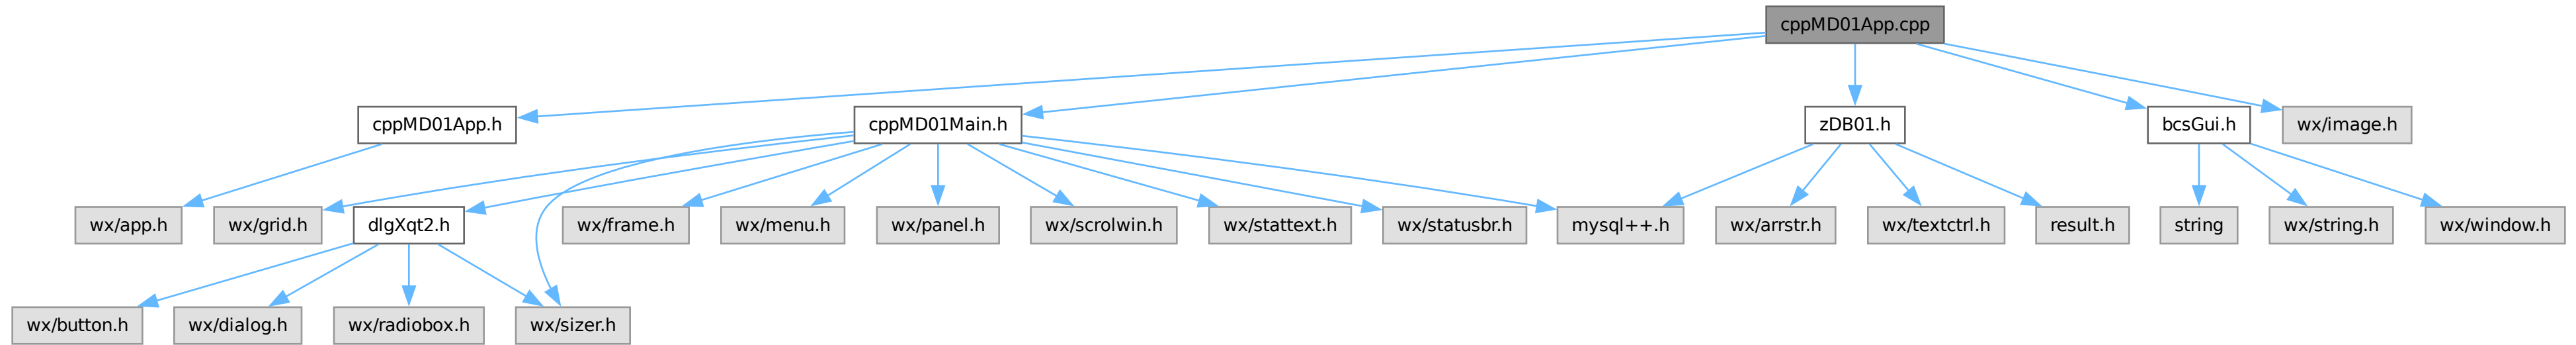 cppMD01App.cpp
cppMD01App.h
cppMD01Main.h
zDB01.h
bcsGui.h
wx/image.h
wx/app.h
wx/grid.h
dlgXqt2.h
wx/frame.h
wx/menu.h
wx/panel.h
wx/scrolwin.h
wx/stattext.h
wx/statusbr.h
mysql++.h
wx/arrstr.h
wx/textctrl.h
result.h
string
wx/string.h
wx/window.h
wx/button.h
wx/dialog.h
wx/radiobox.h
wx/sizer.h